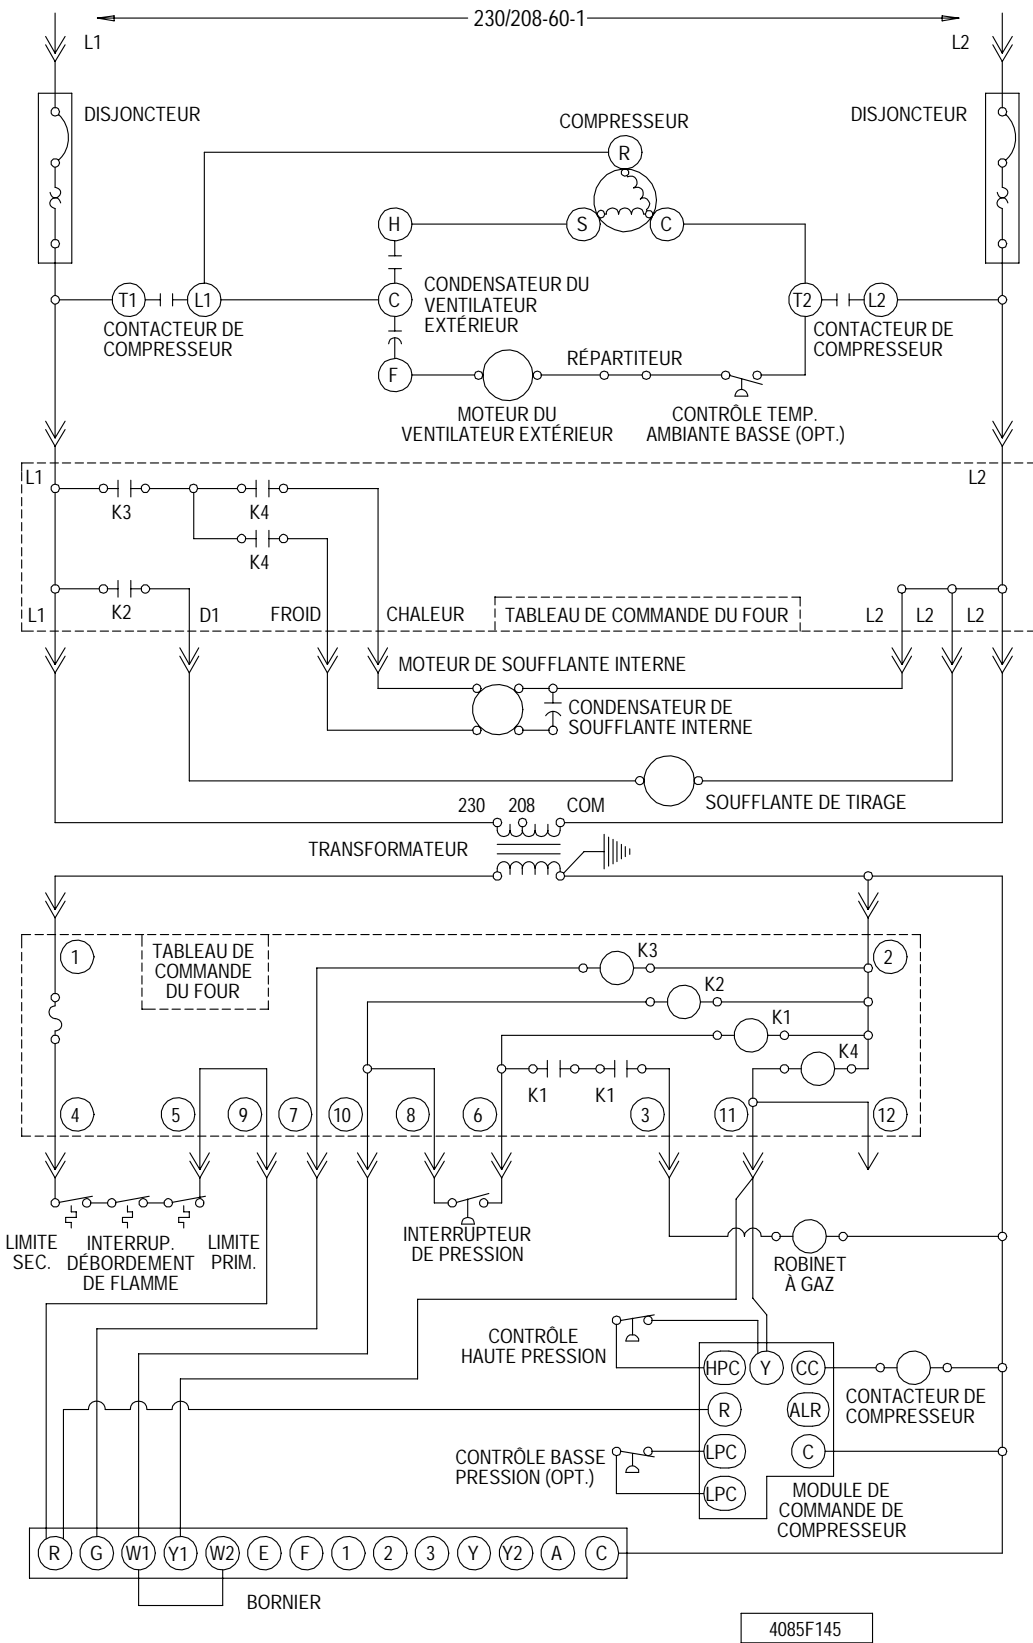 230/208-60-1
L1
L2
DISJONCTEUR
DISJONCTEUR
COMPRESSEUR
R
H
S
C
T1
L1
C
CONDENSATEUR DU
VENTILATEUR
EXTÉRIEUR
T2
L2
CONTACTEUR DE
COMPRESSEUR
CONTACTEUR DE
COMPRESSEUR
F
RÉPARTITEUR
MOTEUR DU
VENTILATEUR EXTÉRIEUR
CONTRÔLE TEMP.
AMBIANTE BASSE (OPT.)
L1
L2
K3
K4
K4
K2
L1
D1
FROID
CHALEUR
TABLEAU DE COMMANDE DU FOUR
L2
L2
L2
MOTEUR DE SOUFFLANTE INTERNE
CONDENSATEUR DE
SOUFFLANTE INTERNE
SOUFFLANTE DE TIRAGE
230
208
COM
TRANSFORMATEUR
1
TABLEAU DE
COMMANDE
DU FOUR
K3
2
K2
K1
K4
K1
K1
4
5
9
7
10
8
6
3
11
12
LIMITE
SEC.
INTERRUP.
DÉBORDEMENT
DE FLAMME
LIMITE
PRIM.
INTERRUPTEUR
DE PRESSION
ROBINET
À GAZ
CONTRÔLE
HAUTE PRESSION
HPC
Y
CC
CONTACTEUR DE
COMPRESSEUR
R
ALR
CONTRÔLE BASSE
PRESSION (OPT.)
LPC
C
LPC
MODULE DE
COMMANDE DE
COMPRESSEUR
R
G
W1
Y1
W2
E
F
1
2
3
Y
Y2
A
C
BORNIER
4085F145